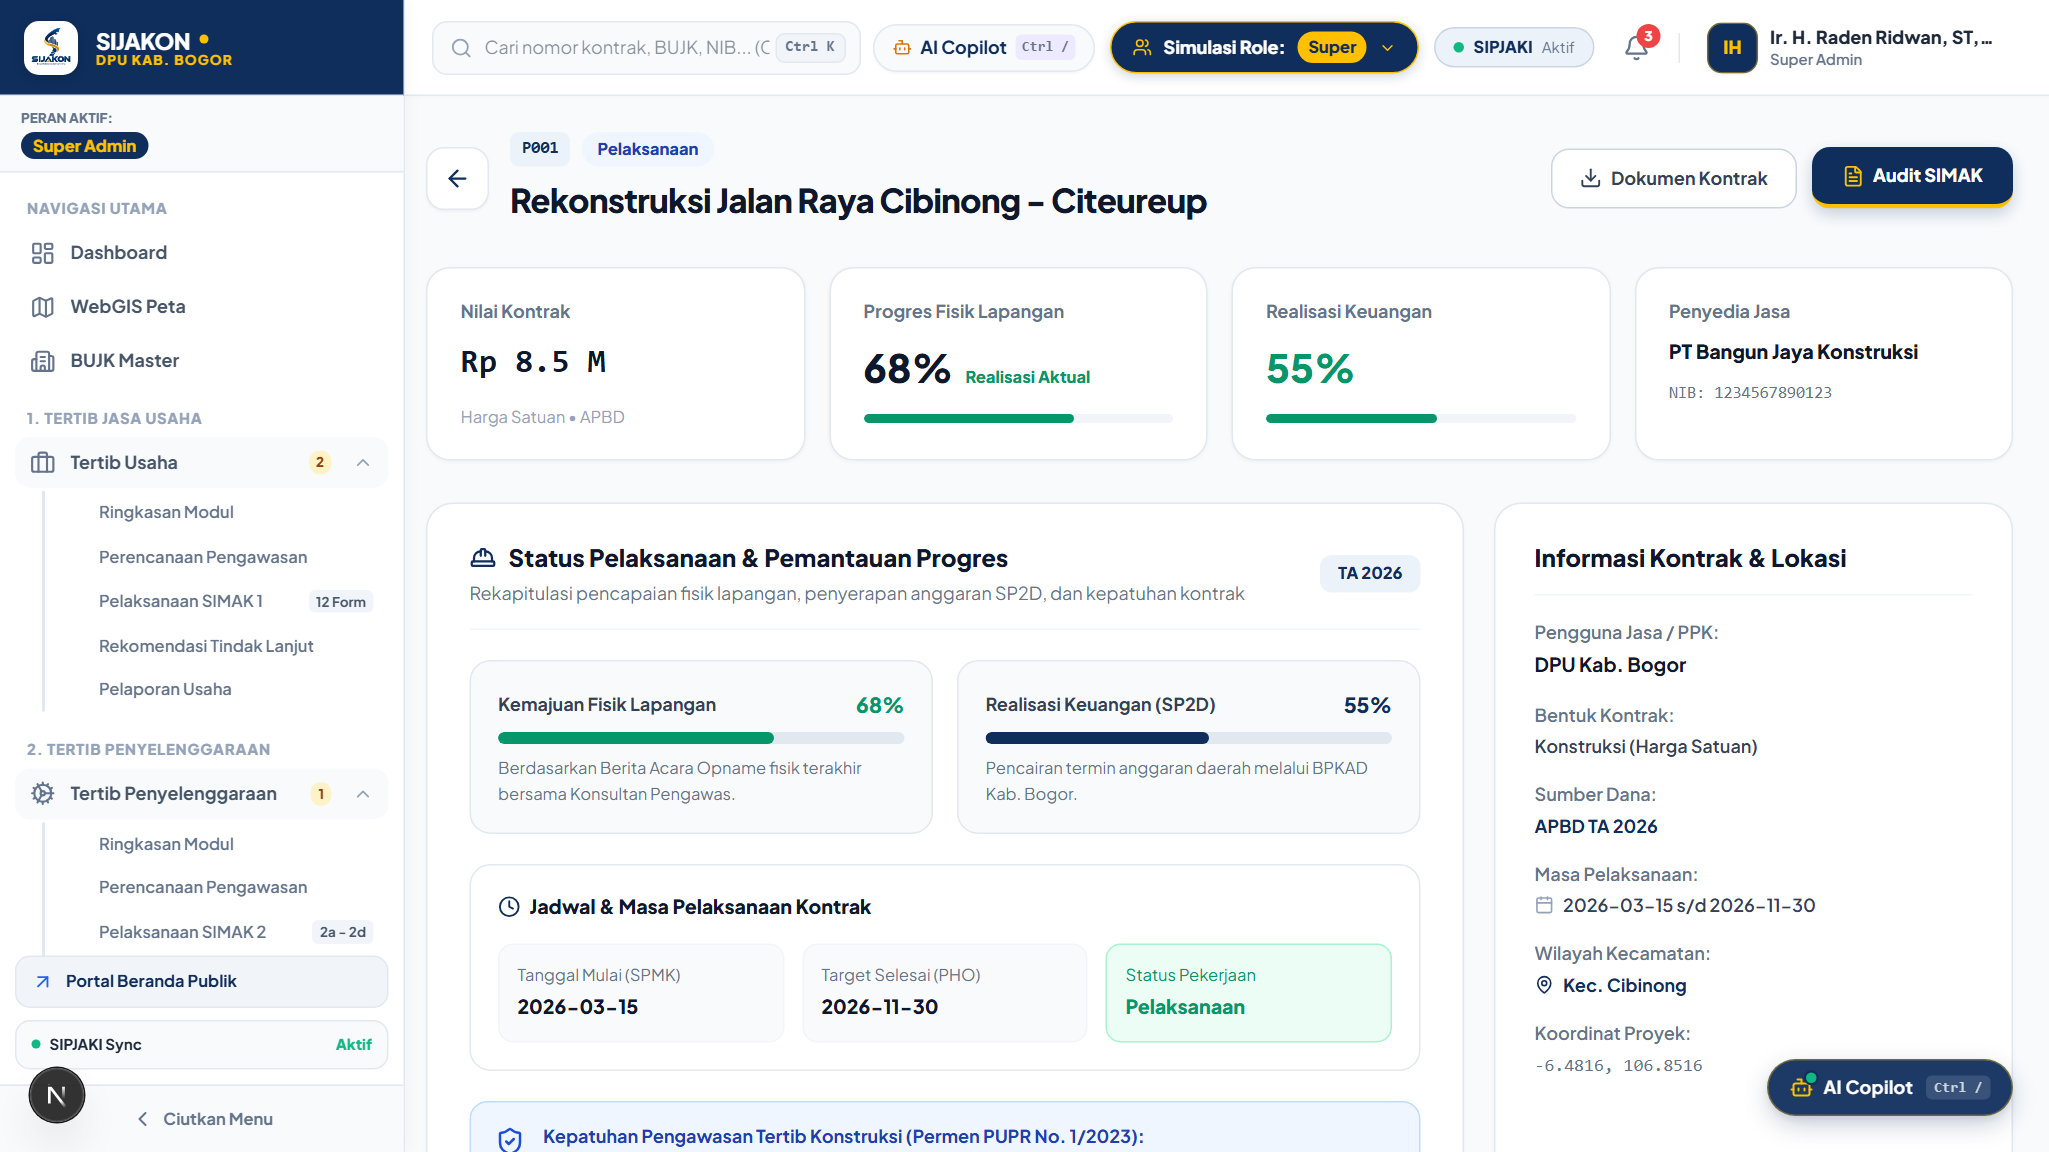 SIJAKON
DPU KAB. BOGOR
SIJAKON
Cari nomor kontrak, BUJK, NIB... (C
Ctrl K
AI Copilot
Ctrl /
Simulasi Role:
Super
SIPJAKI Aktif
3
IH
Ir. H. Raden Ridwan, ST,...
Super Admin
PERAN AKTIF:
Super Admin
NAVIGASI UTAMA
Dashboard
WebGIS Peta
BUJK Master
1. TERTIB JASA USAHA
Tertib Usaha
2
Ringkasan Modul
Perencanaan Pengawasan
Pelaksanaan SIMAK 1
12 Form
Rekomendasi Tindak Lanjut
Pelaporan Usaha
2. TERTIB PENYELENGGARAAN
Tertib Penyelenggaraan
1
Ringkasan Modul
Perencanaan Pengawasan
Pelaksanaan SIMAK 2
2a - 2d
Portal Beranda Publik
SIPJAKI Sync
Aktif
N
Ciutkan Menu
P001
Pelaksanaan
Rekonstruksi Jalan Raya Cibinong – Citeureup
Dokumen Kontrak
Audit SIMAK
Nilai Kontrak
Rp 8.5 M
Harga Satuan • APBD
Progres Fisik Lapangan
68%
Realisasi Aktual
Realisasi Keuangan
55%
Penyedia Jasa
PT Bangun Jaya Konstruksi
NIB: 1234567890123
Status Pelaksanaan & Pemantauan Progres
Rekapitulasi pencapaian fisik lapangan, penyerapan anggaran SP2D, dan kepatuhan kontrak
TA 2026
Kemajuan Fisik Lapangan
68%
Berdasarkan Berita Acara Opname fisik terakhir
bersama Konsultan Pengawas.
Realisasi Keuangan (SP2D)
55%
Pencairan termin anggaran daerah melalui BPKAD
Kab. Bogor.
Jadwal & Masa Pelaksanaan Kontrak
Tanggal Mulai (SPMK)
2026-03-15
Target Selesai (PHO)
2026-11-30
Status Pekerjaan
Pelaksanaan
Kepatuhan Pengawasan Tertib Konstruksi (Permen PUPR No. 1/2023):
Informasi Kontrak & Lokasi
Pengguna Jasa / PPK:
DPU Kab. Bogor
Bentuk Kontrak:
Konstruksi (Harga Satuan)
Sumber Dana:
APBD TA 2026
Masa Pelaksanaan:
2026-03-15 s/d 2026-11-30
Wilayah Kecamatan:
Kec. Cibinong
Koordinat Proyek:
-6.4816, 106.8516
AI Copilot
Ctrl /